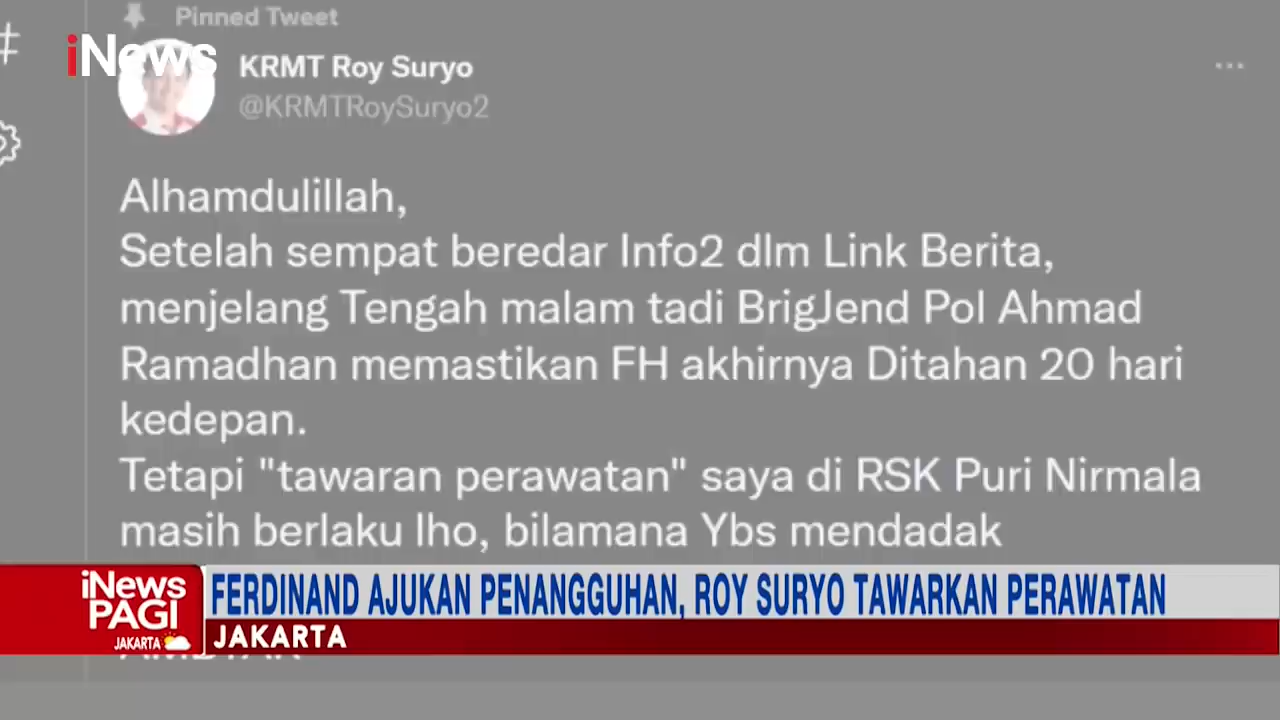 Pinned Tweet
iNews
KRMT Roy Suryo
@KRMTRoySuryo2
Alhamdulillah,
Setelah sempat beredar Info2 dlm Link Berita,
menjelang Tengah malam tadi BrigJend Pol Ahmad
Ramadhan memastikan FH akhirnya Ditahan 20 hari
kedepan.
Tetapi "tawaran perawatan" saya di RSK Puri Nirmala
masih berlaku lho, bilamana Ybs mendadak
iNews
PAGI
JAKARTA
FERDINAND AJUKAN PENANGGUHAN, ROY SURYO TAWARKAN PERAWATAN
JAKARTA